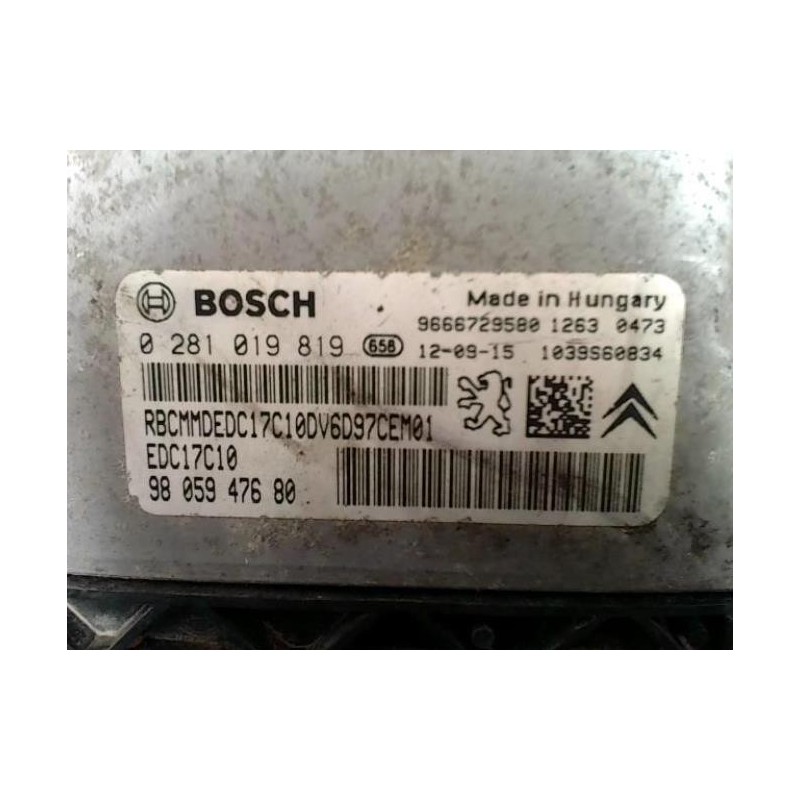 BOSCH
Made in Hungary
9666729580 1263 0473
0 281 019 819 658 12-09-15 1039S60834
RBCMMDEDC17C10DV6D97CEM01
EDC17C10
98 059 476 80